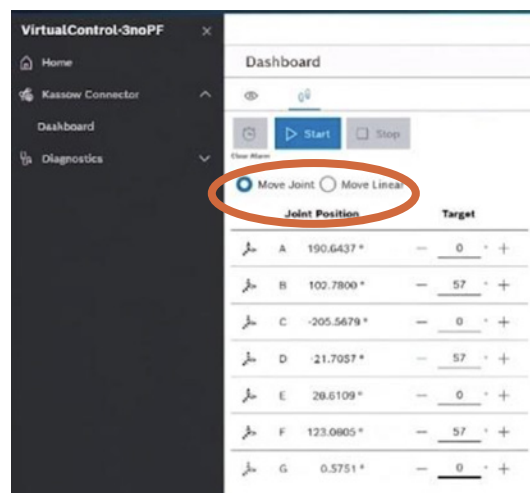 VirtualControl-3noPF ×
Home
Dashboard
Kassow Connector
Dashboard
Diagnostics
Start
Stop
Clear Alarm
Move Joint Move Linear
Joint Position Target
A 190.6437 ° − 0 ° +
B 102.7800 ° − 57 ° +
C -205.5679 ° − 0 ° +
D -21.7057 ° − 57 ° +
E 28.6109 ° − 0 ° +
F 123.0805 ° − 57 ° +
G 0.5751 ° − 0 ° +